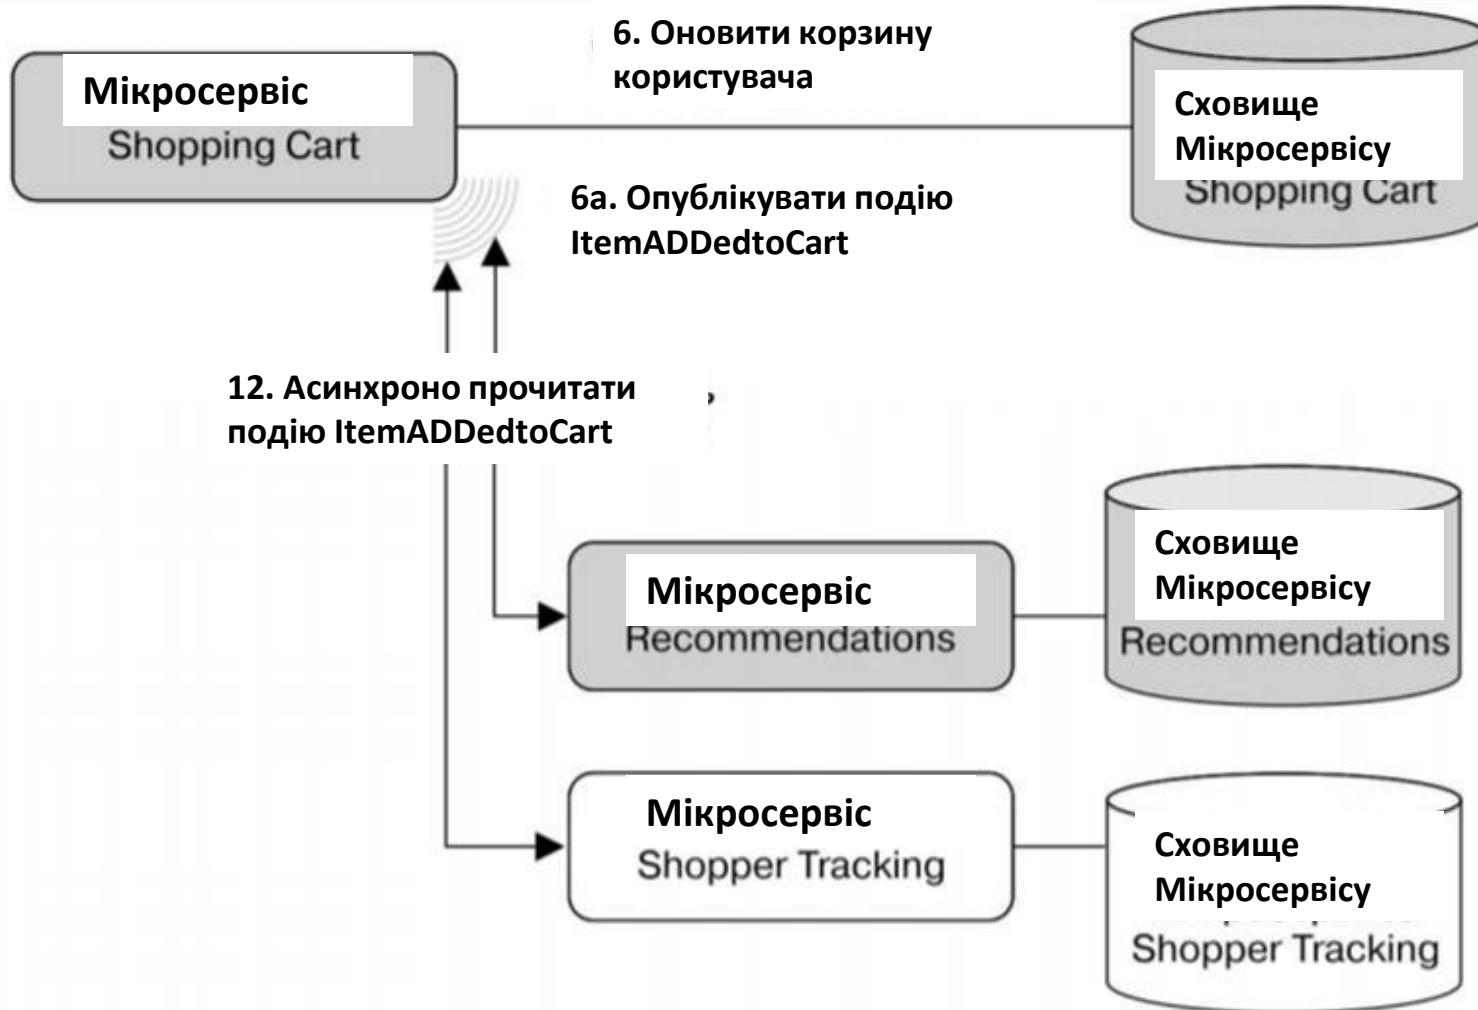 6. Оновити корзину
користувача
Мікросервіс
Shopping Cart
Сховище
Мікросервісу
Shopping Cart
6а. Опублікувати подію
ItemADDedtoCart
12. Асинхроно прочитати
подію ItemADDedtoCart
Мікросервіс
Recommendations
Сховище
Мікросервісу
Recommendations
Мікросервіс
Shopper Tracking
Сховище
Мікросервісу
Shopper Tracking